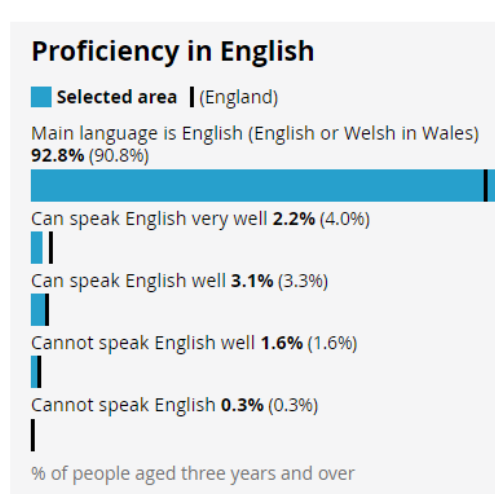 Proficiency in English
Selected area (England)
Main language is English (English or Welsh in Wales)
92.8% (90.8%)
Can speak English very well 2.2% (4.0%)
Can speak English well 3.1% (3.3%)
Cannot speak English well 1.6% (1.6%)
Cannot speak English 0.3% (0.3%)
% of people aged three years and over